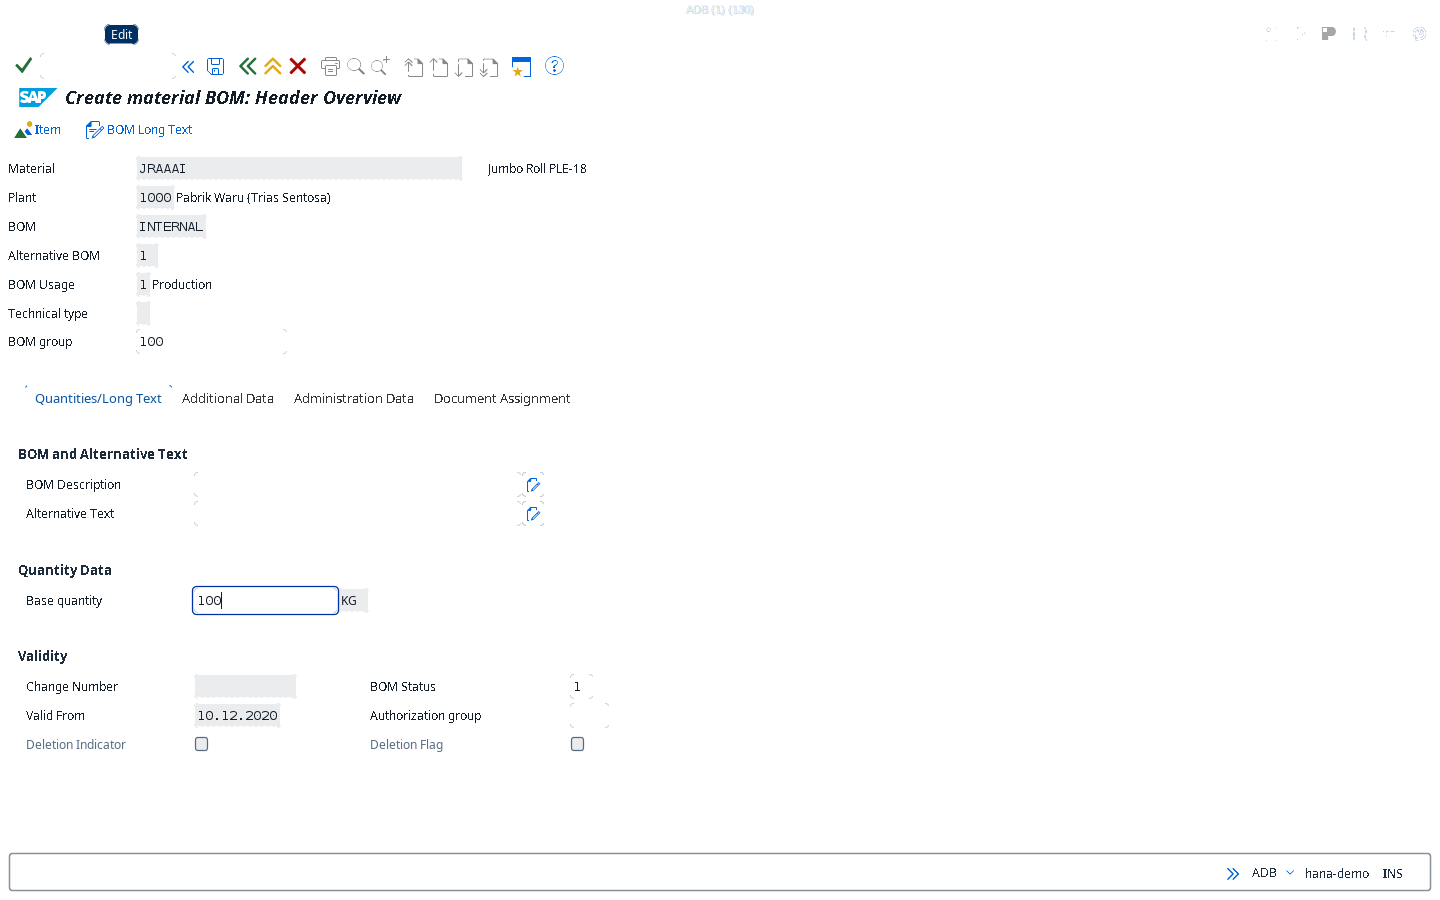 ADB (1) (130)
Edit
SAP Create material BOM: Header Overview
Item BOM Long Text
Material JRAAAI Jumbo Roll PLE-18
Plant 1000 Pabrik Waru (Trias Sentosa)
BOM INTERNAL
Alternative BOM 1
BOM Usage 1 Production
Technical type
BOM group 100
Quantities/Long Text Additional Data Administration Data Document Assignment
BOM and Alternative Text
BOM Description
Alternative Text
Quantity Data
Base quantity 100 KG
Validity
Change Number BOM Status 1
Valid From 10.12.2020 Authorization group
Deletion Indicator Deletion Flag
ADB hana-demo INS